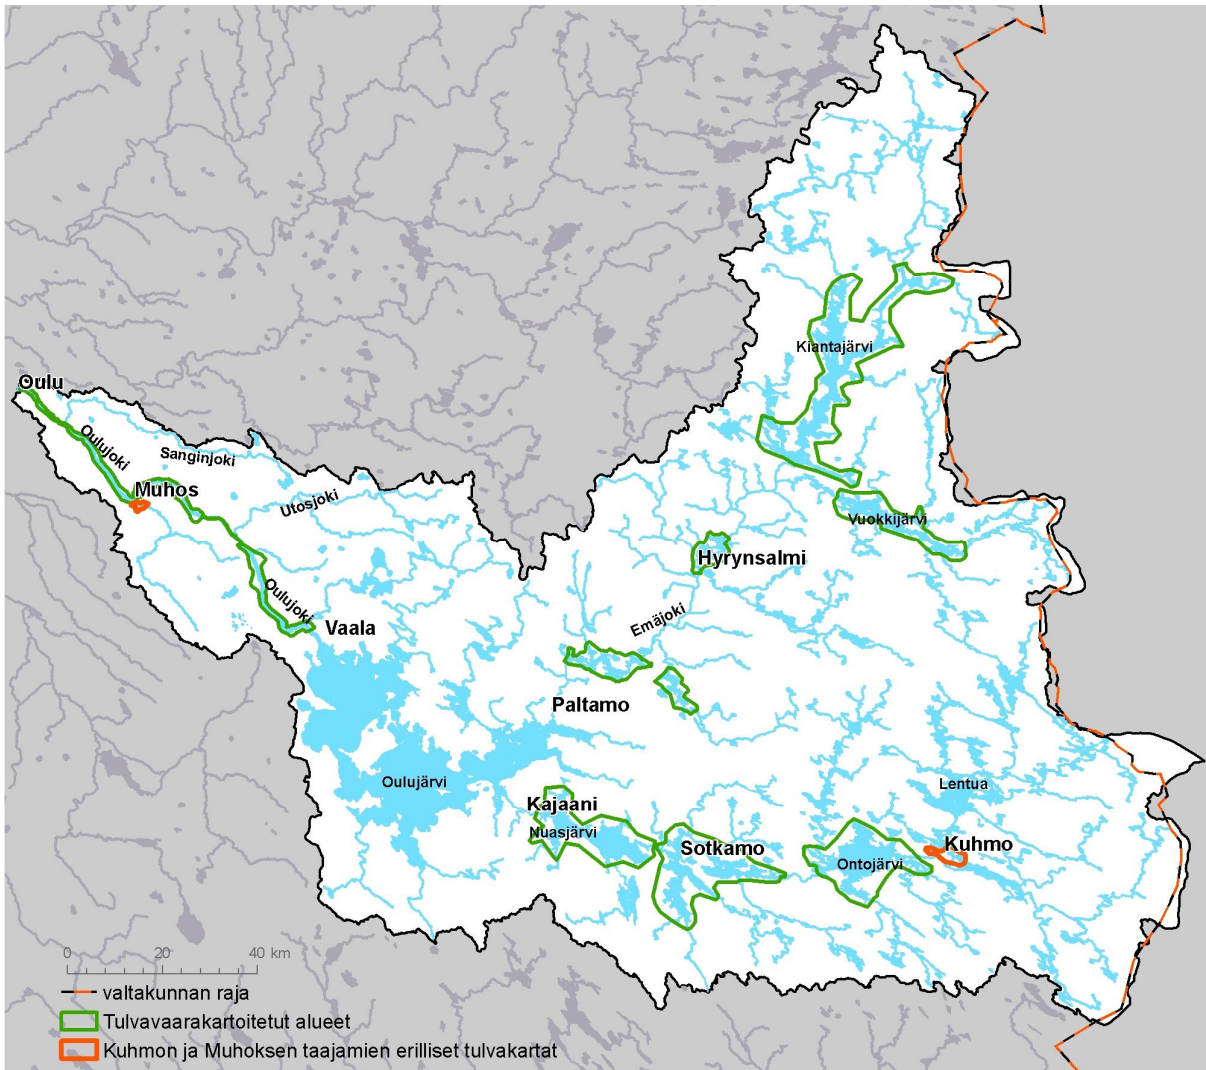 Kiantajärvi
Oulu
Oulujoki
Sanginjoki
Muhos
Utosjoki
Vuokkijärvi
Hyrynsalmi
Oulujoki
Emäjoki
Vaala
Paltamo
Oulujärvi
Lentua
Kajaani
Nuasjärvi
Sotkamo
Kuhmo
Ontojärvi
0 20 40 km
valtakunnan raja
Tulvavaarakartoitetut alueet
Kuhmon ja Muhoksen taajamien erilliset tulvakartat